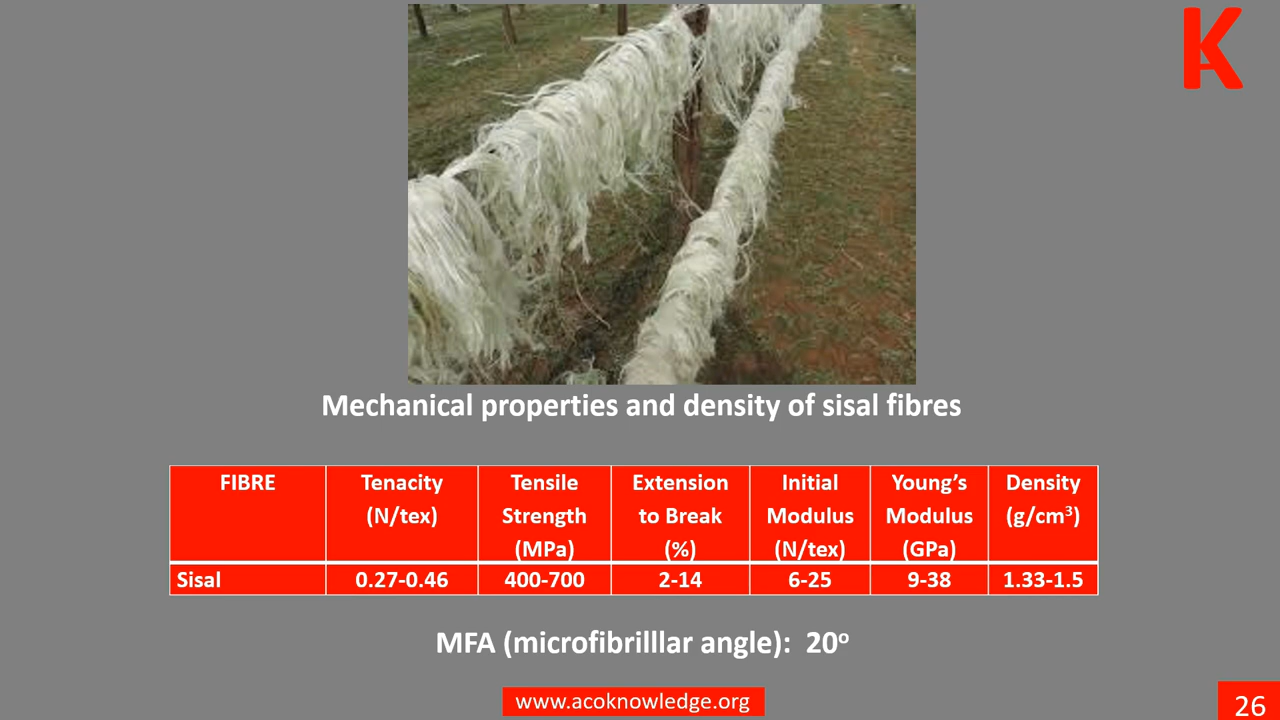 K
Mechanical properties and density of sisal fibres
FIBRE Tenacity (N/tex) Tensile Strength (MPa) Extension to Break (%) Initial Modulus (N/tex) Young's Modulus (GPa) Density (g/cm³)
Sisal 0.27-0.46 400-700 2-14 6-25 9-38 1.33-1.5
MFA (microfibrilllar angle): 20º
www.acoknowledge.org
26